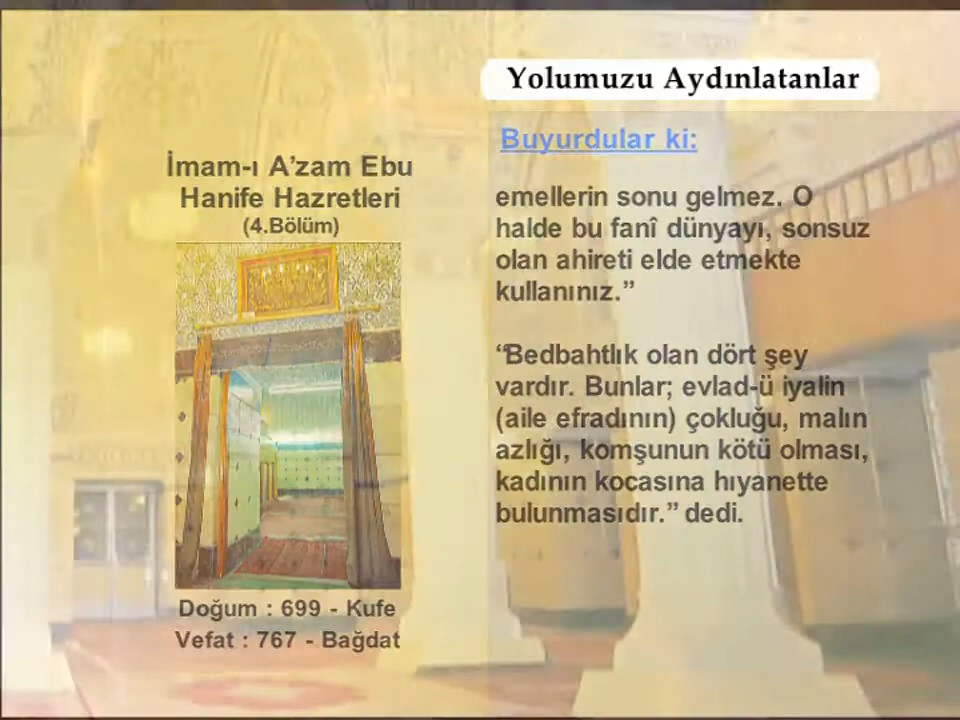 Yolumuzu Aydınlatanlar
İmam-ı A’zam Ebu
Hanife Hazretleri
(4.Bölüm)
Doğum : 699 - Kufe
Vefat : 767 - Bağdat
Buyurdular ki:
emellerin sonu gelmez. O
halde bu fanî dünyayı, sonsuz
olan ahireti elde etmekte
kullanınız.”
“Bedbahtlık olan dört şey
vardır. Bunlar; evlad-ü iyalin
(aile efradının) çokluğu, malın
azlığı, komşunun kötü olması,
kadının kocasına hıyanette
bulunmasıdır.” dedi.